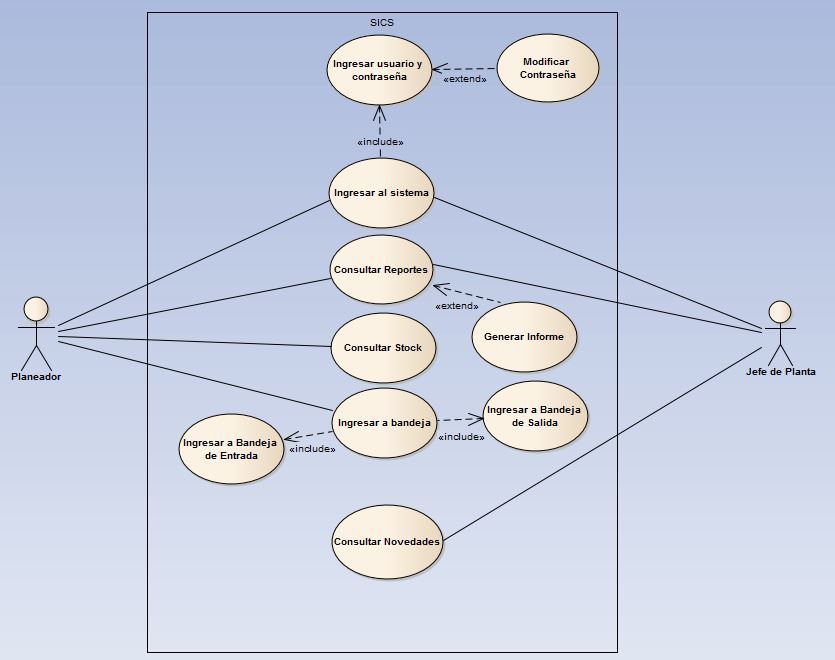 SICS
Ingresar usuario y
contraseña
Modificar
Contraseña
«extend»
«include»
Ingresar al sistema
Consultar Reportes
«extend»
Generar Informe
Consultar Stock
Planeador
Jefe de Planta
Ingresar a bandeja
Ingresar a Bandeja
de Salida
«include»
Ingresar a Bandeja
de Entrada
«include»
Consultar Novedades